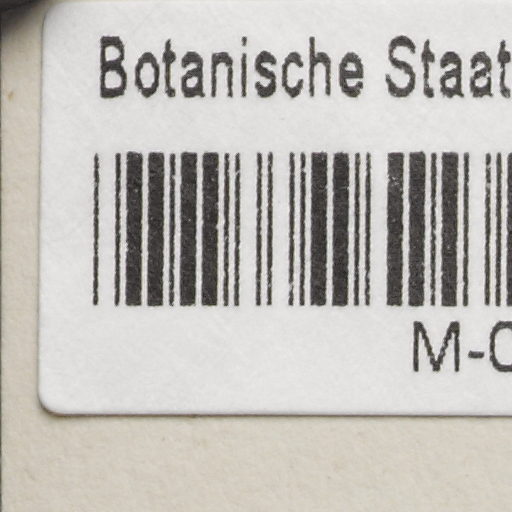 Botanische Staat
M-